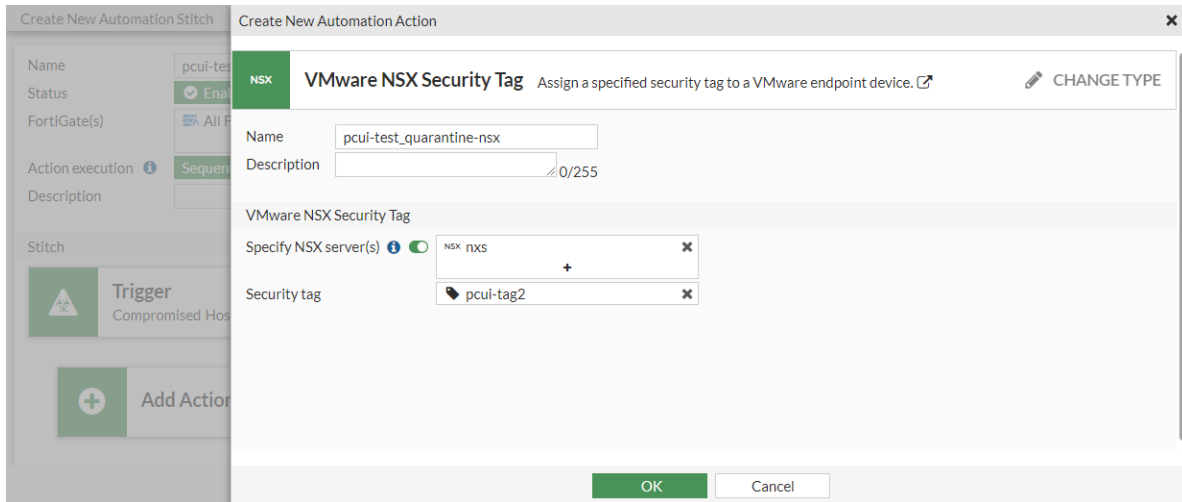 Create New Automation Stitch
Name pcui-tes
Status Enal
FortiGate(s) All F
Action execution Sequen
Description
Stitch
Trigger
Compromised Hos
Add Action
Create New Automation Action
NSX VMware NSX Security Tag Assign a specified security tag to a VMware endpoint device. CHANGE TYPE
Name pcui-test_quarantine-nsx
Description 0/255
VMware NSX Security Tag
Specify NSX server(s) NSX nxs
Security tag pcui-tag2
OK Cancel